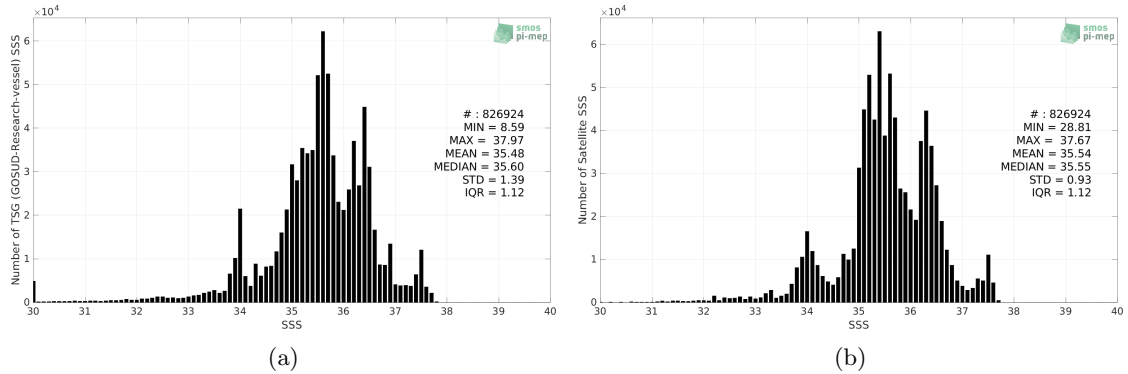 ×10⁴
smos
pi-mep
Number of TSG (GOSUD-Research-vessel) SSS
6
5
4
3
2
1
0
# : 826924
MIN = 8.59
MAX = 37.97
MEAN = 35.48
MEDIAN = 35.60
STD = 1.39
IQR = 1.12
30 31 32 33 34 35 36 37 38 39 40
SSS
(a)
×10⁴
smos
pi-mep
Number of Satellite SSS
6
5
4
3
2
1
0
# : 826924
MIN = 28.81
MAX = 37.67
MEAN = 35.54
MEDIAN = 35.55
STD = 0.93
IQR = 1.12
30 31 32 33 34 35 36 37 38 39 40
SSS
(b)